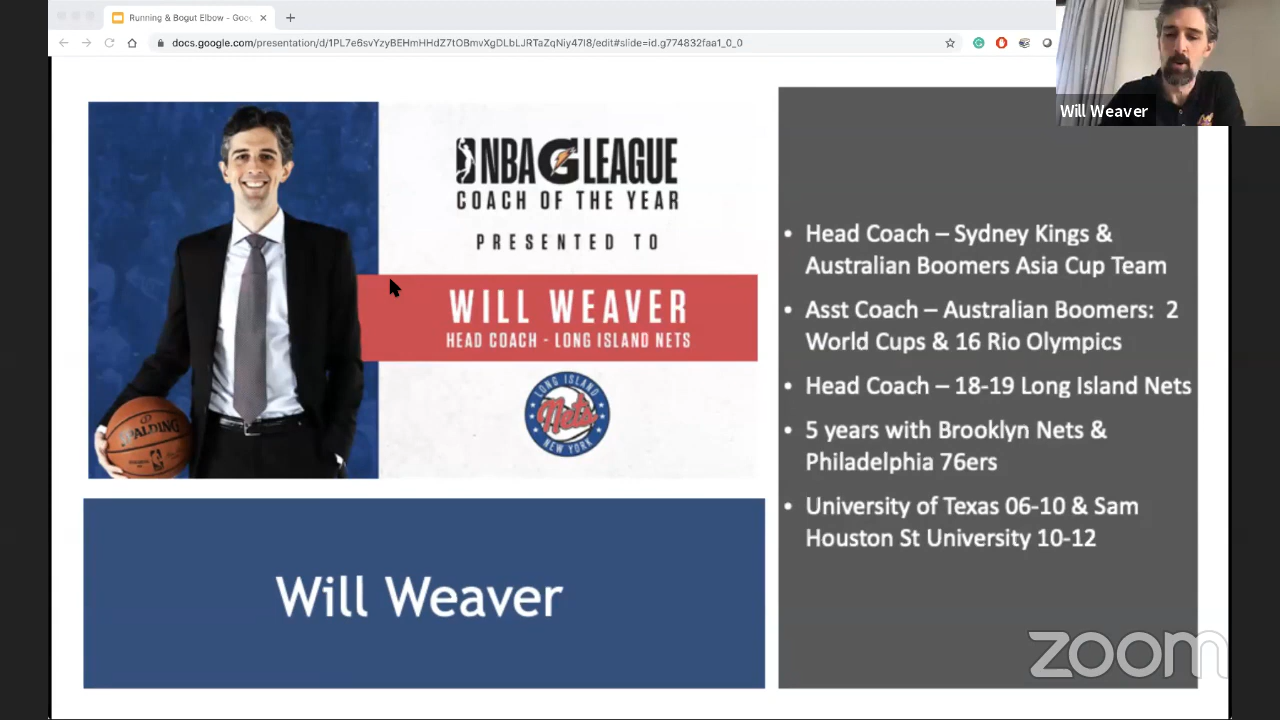 Running & Bogut Elbow - Goo
docs.google.com/presentation/d/1PL7e6svYzyBEHmHHdZ7tOBmvXgDLbLJRTaZqNiy47I8/edit#slide=id.g774832faa1_0_0
Will Weaver
NBA G LEAGUE
COACH OF THE YEAR
PRESENTED TO
WILL WEAVER
HEAD COACH - LONG ISLAND NETS
LONG ISLAND
Nets
NEW YORK
SPALDING
Will Weaver
• Head Coach – Sydney Kings &
Australian Boomers Asia Cup Team
• Asst Coach – Australian Boomers: 2
World Cups & 16 Rio Olympics
• Head Coach – 18-19 Long Island Nets
• 5 years with Brooklyn Nets &
Philadelphia 76ers
• University of Texas 06-10 & Sam
Houston St University 10-12
zoom